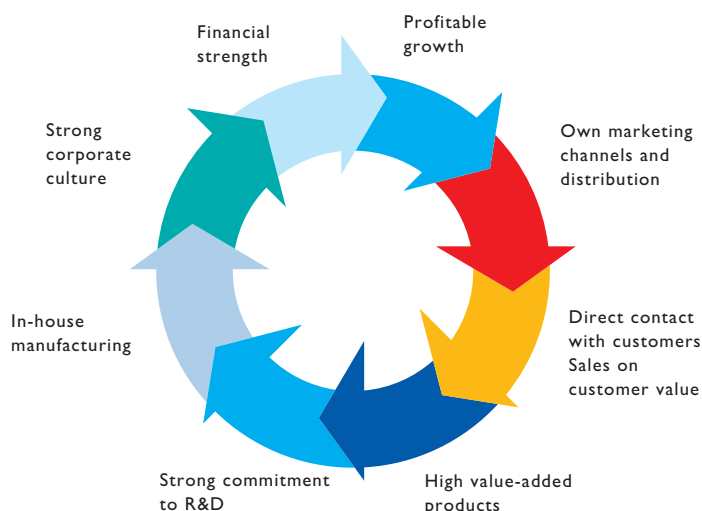 Financial
strength
Profitable
growth
Own marketing
channels and
distribution
Direct contact
with customers
Sales on
customer value
High value-added
products
Strong commitment
to R&D
In-house
manufacturing
Strong
corporate
culture